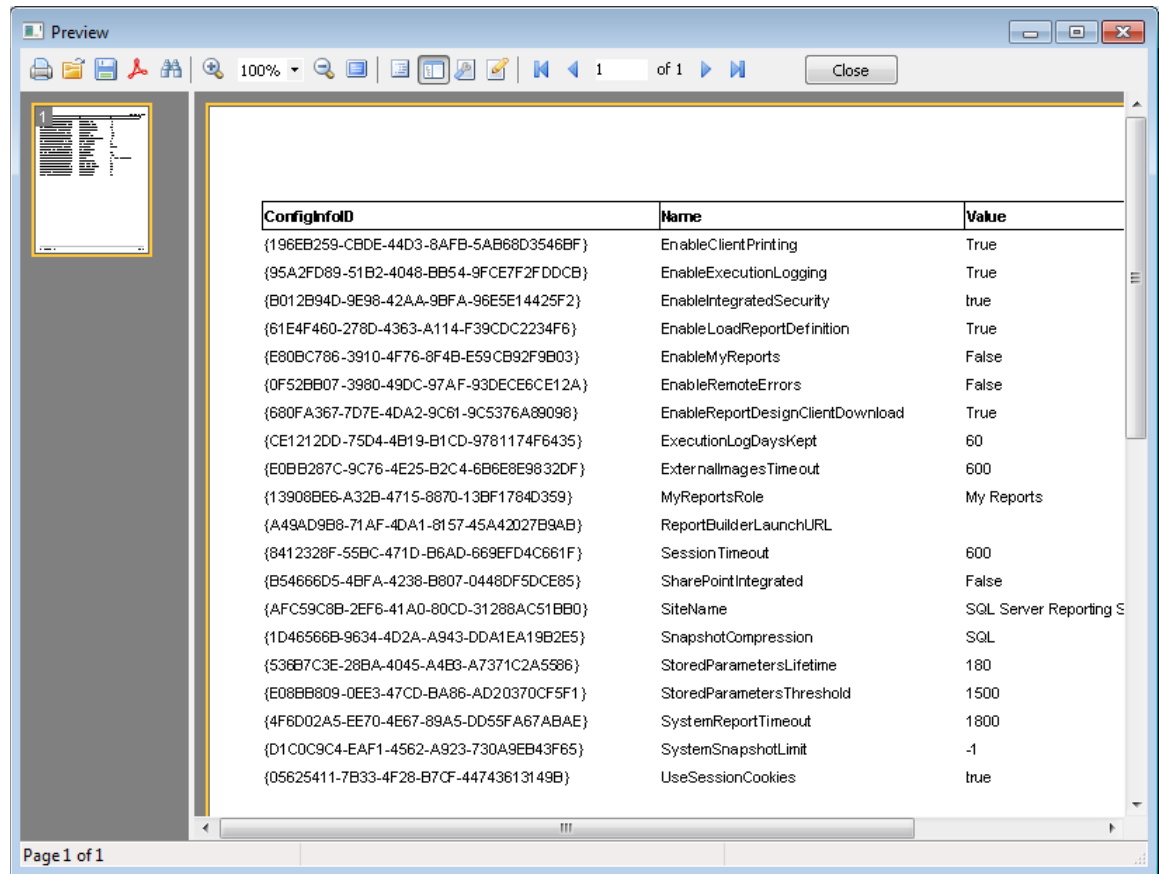 Preview
100% 1 of 1 Close
1
ConfigInfoID Name Value
{196EB259-CBDE-44D3-8AFB-5AB68D3546BF} EnableClientPrinting True
{95A2FD89-51B2-4048-BB54-9FCE7F2FDDCB} EnableExecutionLogging True
{B012B94D-9E98-42AA-9BFA-96E5E14425F2} EnableIntegratedSecurity true
{61E4F460-278D-4363-A114-F39CDC2234F6} EnableLoadReportDefinition True
{E80BC786-3910-4F76-8F4B-E59CB92F9B03} EnableMyReports False
{0F52BB07-3980-49DC-97AF-93DECE6CE12A} EnableRemoteErrors False
{680FA367-7D7E-4DA2-9C61-9C5376A89098} EnableReportDesignClientDownload True
{CE1212DD-75D4-4B19-B1CD-9781174F6435} ExecutionLogDaysKept 60
{E0BB287C-9C76-4E25-B2C4-6B6E8E9832DF} ExternalImagesTimeout 600
{13908BE6-A32B-4715-8870-13BF1784D359} MyReportsRole My Reports
{A49AD9B8-71AF-4DA1-8157-45A42027B9AB} ReportBuilderLaunchURL
{8412328F-55BC-471D-B6AD-669EFD4C661F} SessionTimeout 600
{B54666D5-4BFA-4238-B807-0448DF5DCE85} SharePointIntegrated False
{AFC59C8B-2EF6-41A0-80CD-31288AC51BB0} SiteName SQL Server Reporting S
{1D46566B-9634-4D2A-A943-DDA1EA19B2E5} SnapshotCompression SQL
{536B7C3E-28BA-4045-A4B3-A7371C2A5586} StoredParametersLifetime 180
{E08BB809-0EE3-47CD-BA86-AD20370CF5F1} StoredParametersThreshold 1500
{4F6D02A5-EE70-4E67-89A5-DD55FA67ABAE} SystemReportTimeout 1800
{D1C0C9C4-EAF1-4562-A923-730A9EB43F65} SystemSnapshotLimit -1
{05625411-7B33-4F28-B7CF-44743613149B} UseSessionCookies true
Page 1 of 1